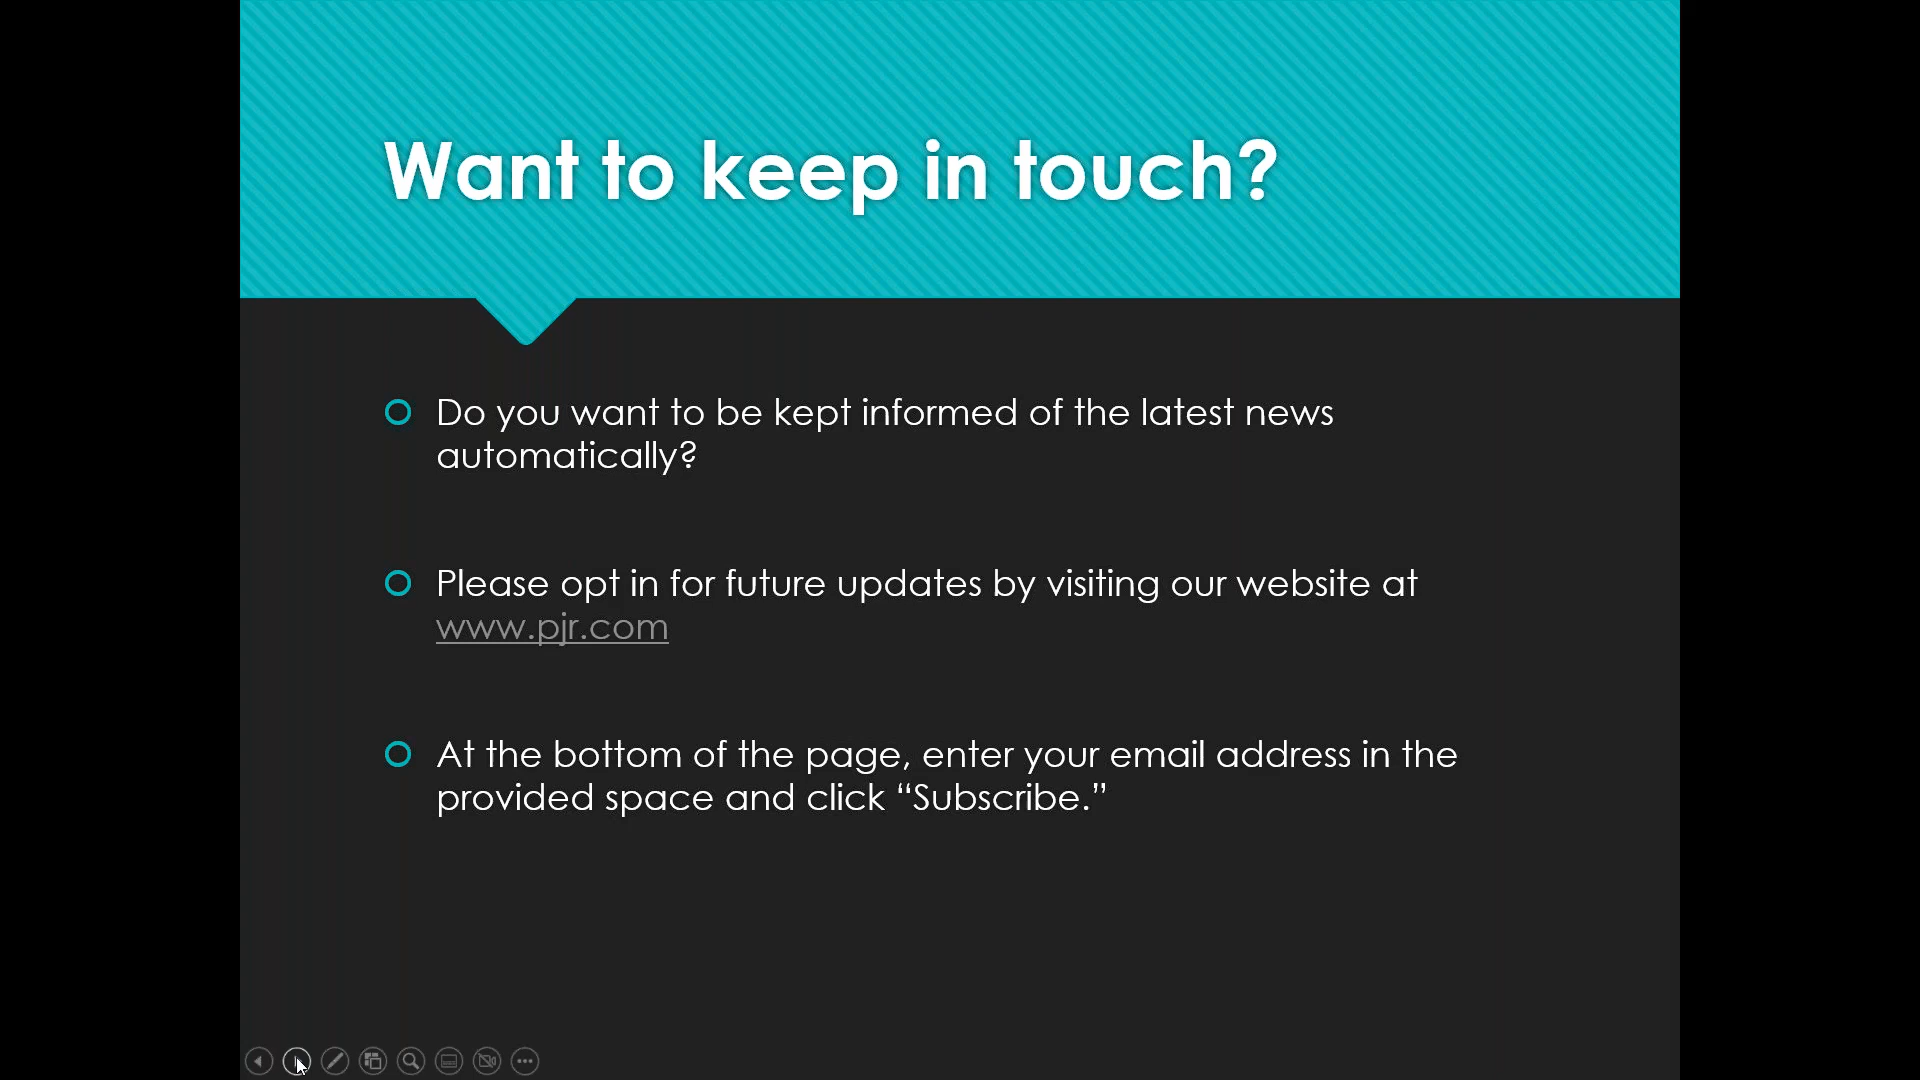 Want to keep in touch?
Do you want to be kept informed of the latest news
automatically?
Please opt in for future updates by visiting our website at
www.pjr.com
At the bottom of the page, enter your email address in the
provided space and click “Subscribe.”